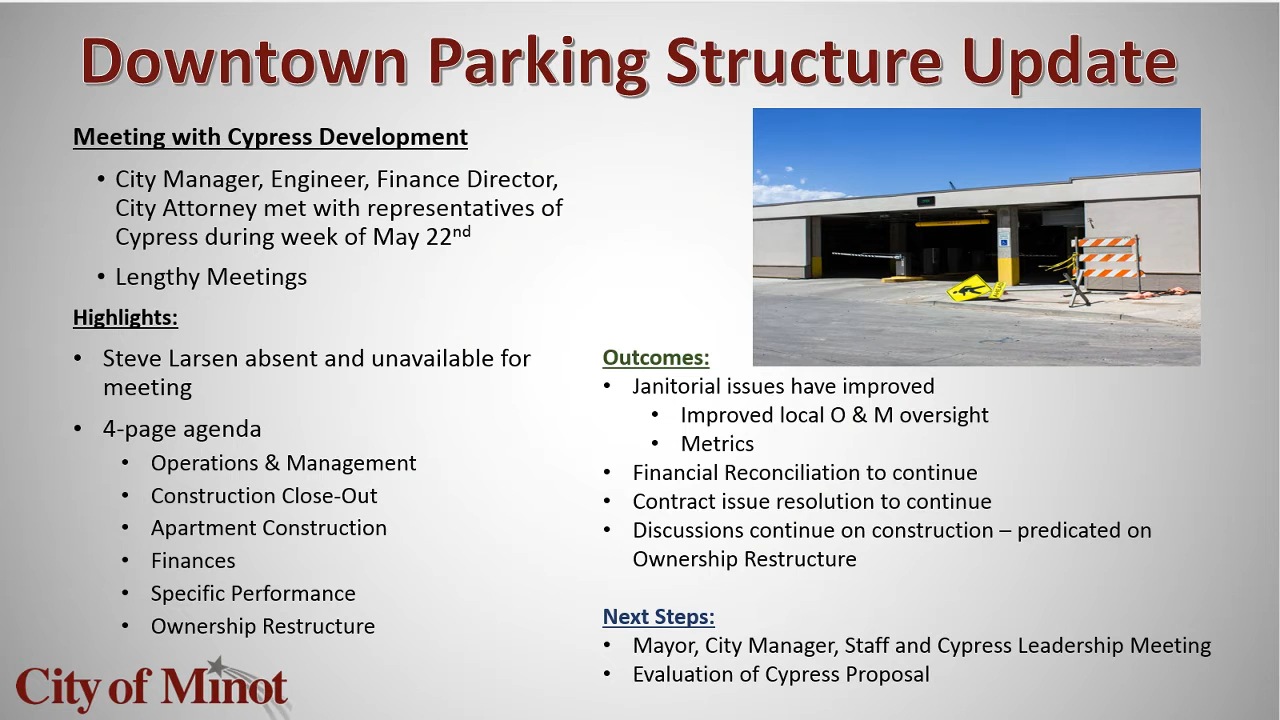 Downtown Parking Structure Update
Meeting with Cypress Development
• City Manager, Engineer, Finance Director,
City Attorney met with representatives of
Cypress during week of May 22nd
• Lengthy Meetings
Highlights:
• Steve Larsen absent and unavailable for
meeting
• 4-page agenda
• Operations & Management
• Construction Close-Out
• Apartment Construction
• Finances
• Specific Performance
• Ownership Restructure
Outcomes:
• Janitorial issues have improved
• Improved local O & M oversight
• Metrics
• Financial Reconciliation to continue
• Contract issue resolution to continue
• Discussions continue on construction – predicated on
Ownership Restructure
Next Steps:
• Mayor, City Manager, Staff and Cypress Leadership Meeting
• Evaluation of Cypress Proposal
City of Minot